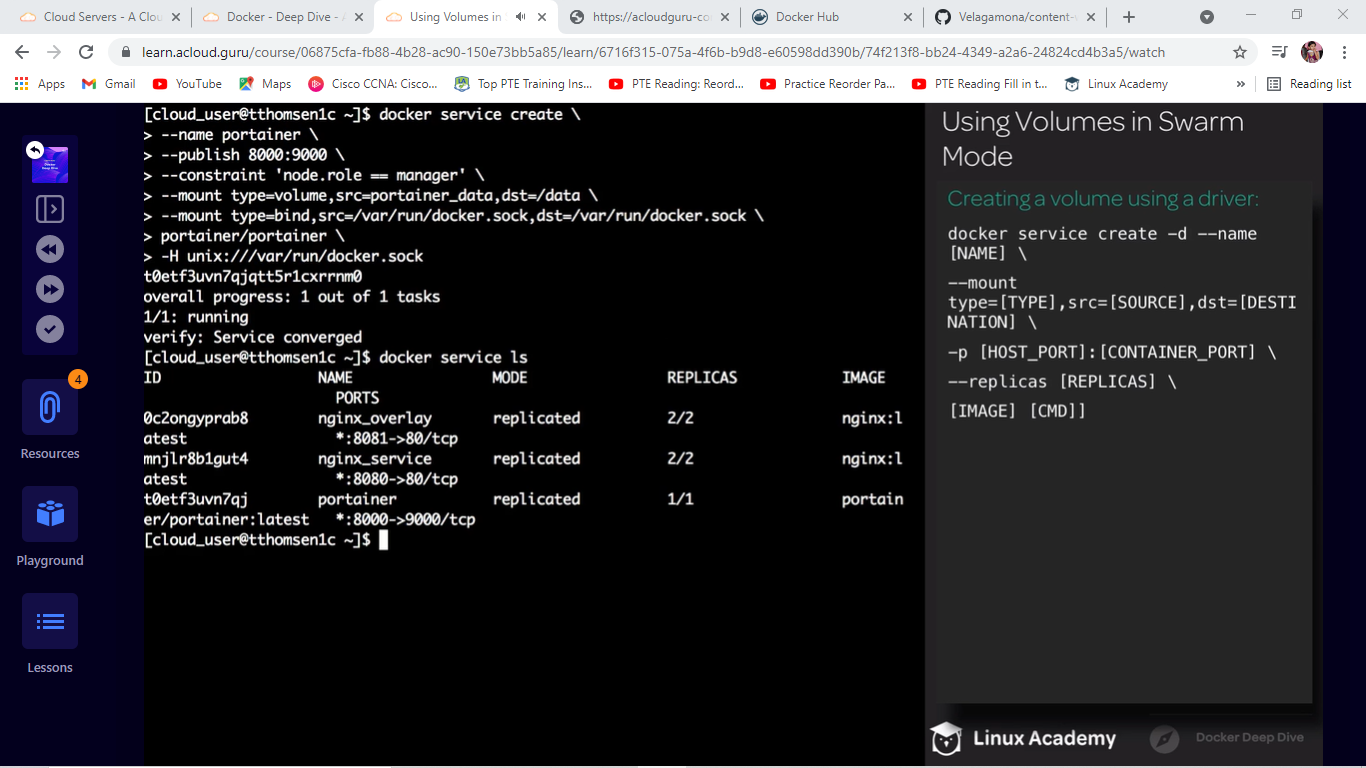 Cloud Servers - A Clou
Docker - Deep Dive - A
Using Volumes in
https://acloudguru-co
Docker Hub
Velagamona/content-
learn.acloud.guru/course/06875cfa-fb88-4b28-ac90-150e73bb5a85/learn/6716f315-075a-4f6b-b9d8-e60598dd390b/74f213f8-bb24-4349-a2a6-24824cd4b3a5/watch
Apps
Gmail
YouTube
Maps
Cisco CCNA: Cisco...
Top PTE Training Ins...
PTE Reading: Reord...
Practice Reorder Pa...
PTE Reading Fill in t...
Linux Academy
»
Reading list
4
Resources
Playground
Lessons
[cloud_user@tthomsen1c ~]$ docker service create \
> --name portainer \
> --publish 8000:9000 \
> --constraint 'node.role == manager' \
> --mount type=volume,src=portainer_data,dst=/data \
> --mount type=bind,src=/var/run/docker.sock,dst=/var/run/docker.sock \
> portainer/portainer \
> -H unix:///var/run/docker.sock
t0etf3uvn7qjqtt5r1cxrrnm0
overall progress: 1 out of 1 tasks
1/1: running
verify: Service converged
[cloud_user@tthomsen1c ~]$ docker service ls
ID NAME MODE REPLICAS IMAGE
PORTS
0c2ongyprab8 nginx_overlay replicated 2/2 nginx:l
atest *:8081->80/tcp
mnjlr8b1gut4 nginx_service replicated 2/2 nginx:l
atest *:8080->80/tcp
t0etf3uvn7qj portainer replicated 1/1 portain
er/portainer:latest *:8000->9000/tcp
[cloud_user@tthomsen1c ~]$
Using Volumes in Swarm
Mode
Creating a volume using a driver:
docker service create -d --name
[NAME] \
--mount
type=[TYPE],src=[SOURCE],dst=[DESTI
NATION] \
-p [HOST_PORT]:[CONTAINER_PORT] \
--replicas [REPLICAS] \
[IMAGE] [CMD]]
Linux Academy
Docker Deep Dive